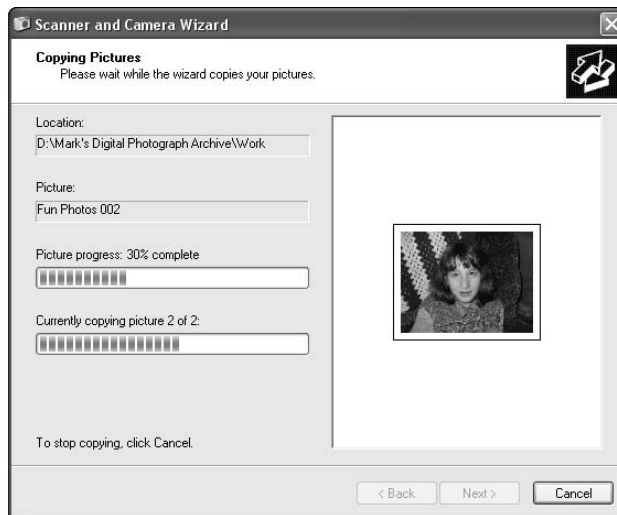 Scanner and Camera Wizard
Copying Pictures
Please wait while the wizard copies your pictures.
Location:
D:\Mark's Digital Photograph Archive\Work
Picture:
Fun Photos 002
Picture progress: 30% complete
Currently copying picture 2 of 2:
To stop copying, click Cancel.
< Back
Next >
Cancel